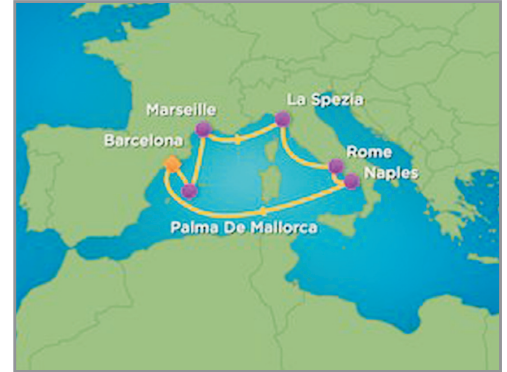 La Spezia
Marseille
Barcelona
Rome
Naples
Palma De Mallorca